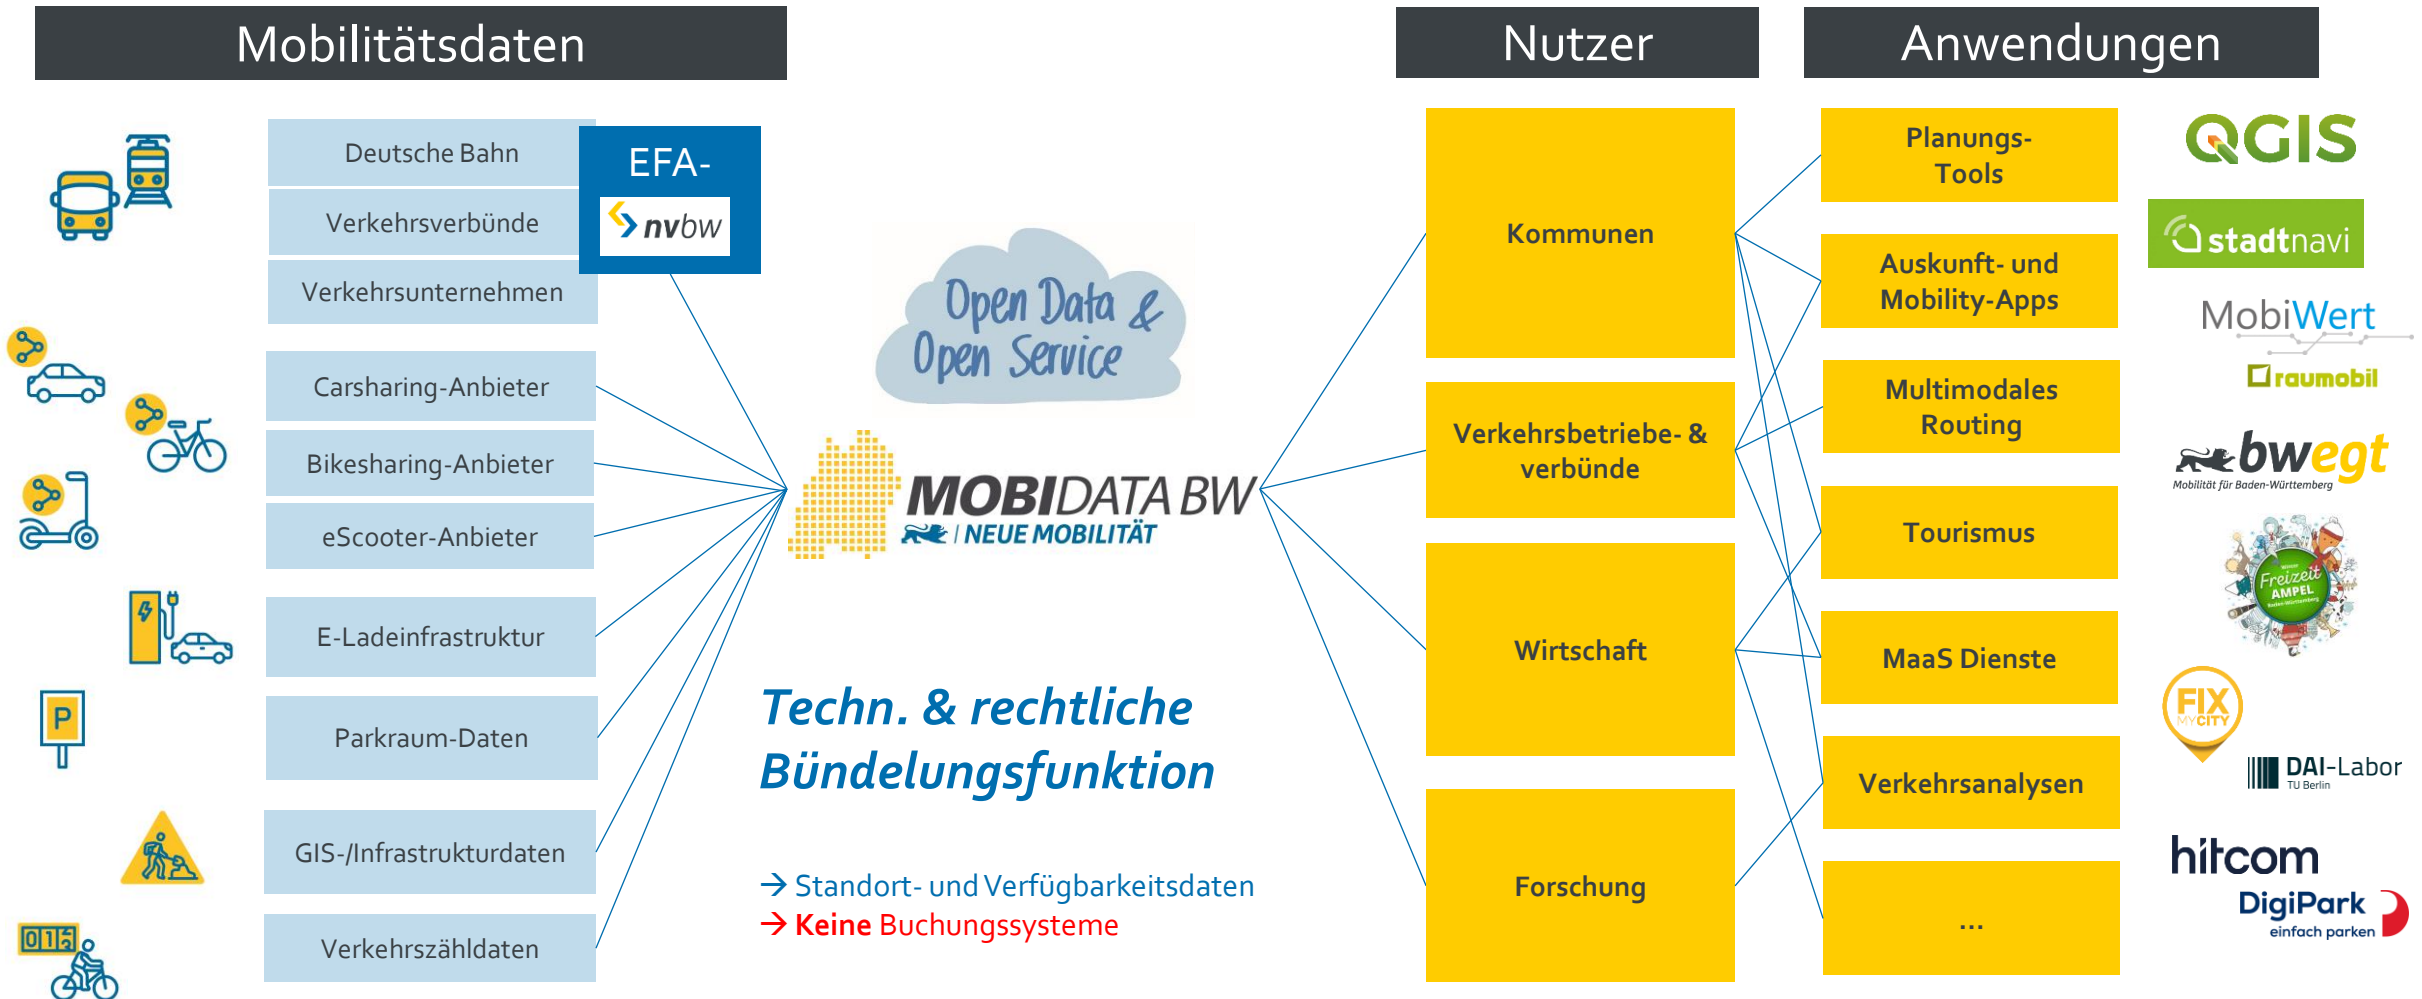 Mobilitätsdaten
Nutzer
Anwendungen
Deutsche Bahn
Verkehrsverbünde
Verkehrsunternehmen
EFA-
nvbw
Carsharing-Anbieter
Bikesharing-Anbieter
eScooter-Anbieter
E-Ladeinfrastruktur
P
Parkraum-Daten
GIS-/Infrastrukturdaten
Verkehrszähldaten
Open Data &
Open Service
MOBIDATA BW
NEUE MOBILITÄT
Techn. & rechtliche
Bündelungsfunktion
→ Standort- und Verfügbarkeitsdaten
→ Keine Buchungssysteme
Kommunen
Verkehrsbetriebe- &
verbünde
Wirtschaft
Forschung
Planungs-
Tools
Auskunft- und
Mobility-Apps
Multimodales
Routing
Tourismus
MaaS Dienste
Verkehrsanalysen
...
QGIS
stadtnavi
MobiWert
raumobil
bwegt
Mobilität für Baden-Württemberg
Freizeit
AMPEL
Baden-Württemberg
FIX
MYCITY
DAI-Labor
TU Berlin
hitcom
DigiPark
einfach parken